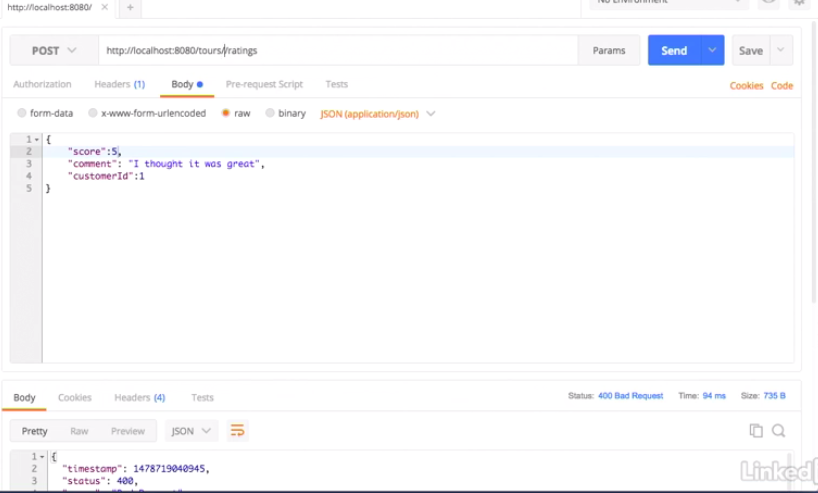 http://localhost:8080/ × +
No Environment
POST http://localhost:8080/tours//ratings Params Send Save
Authorization Headers (1) Body Pre-request Script Tests Cookies Code
form-data x-www-form-urlencoded raw binary JSON (application/json)
1 {
2 "score":5,
3 "comment": "I thought it was great",
4 "customerId":1
5 }
Body Cookies Headers (4) Tests Status: 400 Bad Request Time: 94 ms Size: 735 B
Pretty Raw Preview JSON
1 {
2 "timestamp": 1478719040945,
3 "status": 400,
Linked